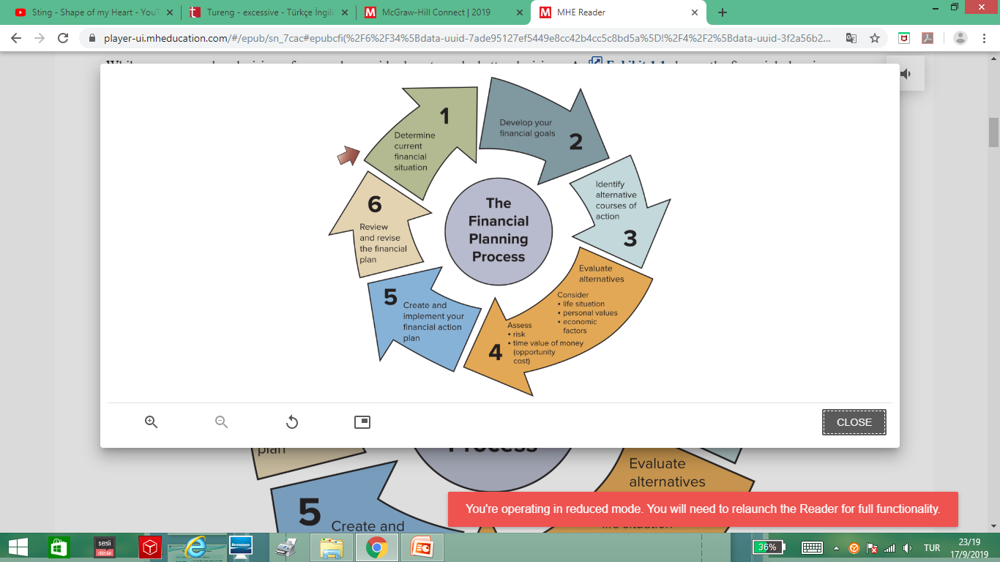 Sting - Shape of my Heart - YouT
Tureng - excessive - Türkçe İngili
McGraw-Hill Connect | 2019
MHE Reader
player-ui.mheducation.com/#/epub/sn_7cac#epubcfi(%2F6%2F34%5Bdata-uuid-7ade95127ef5449e8cc42b4cc5c8bd5a%5D!%2F4%2F2%5Bdata-uuid-3f2a56b2...
1
Determine
current
financial
situation
Develop your
financial goals
2
Identify
alternative
courses of
action
3
Evaluate
alternatives
Consider
• life situation
• personal values
• economic
factors
Assess
• risk
• time value of money
(opportunity
cost)
4
5
Create and
implement your
financial action
plan
6
Review
and revise
the financial
plan
The
Financial
Planning
Process
CLOSE
plan
Process
Evaluate
alternatives
5
Create and
life situation
You're operating in reduced mode. You will need to relaunch the Reader for full functionality.
sesli
sözlük
lenovo
36%
TUR
23/19
17/9/2019